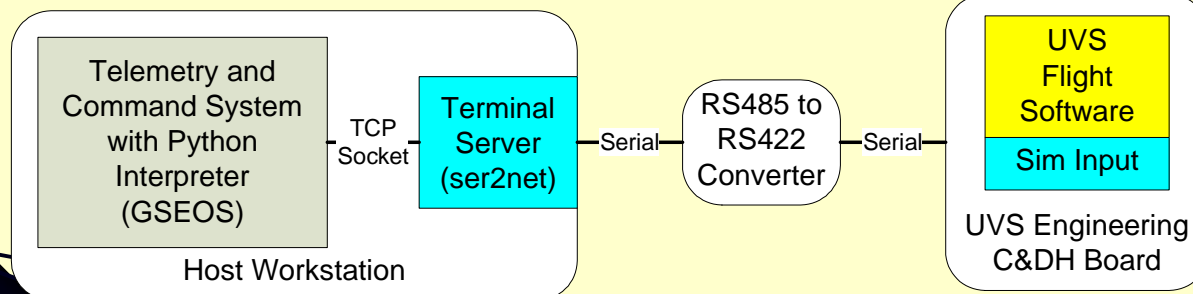 Telemetry and
Command System
with Python
Interpreter
(GSEOS)
TCP
Socket
Terminal
Server
(ser2net)
Host Workstation
Serial
RS485 to
RS422
Converter
Serial
UVS
Flight
Software
Sim Input
UVS Engineering
C&DH Board